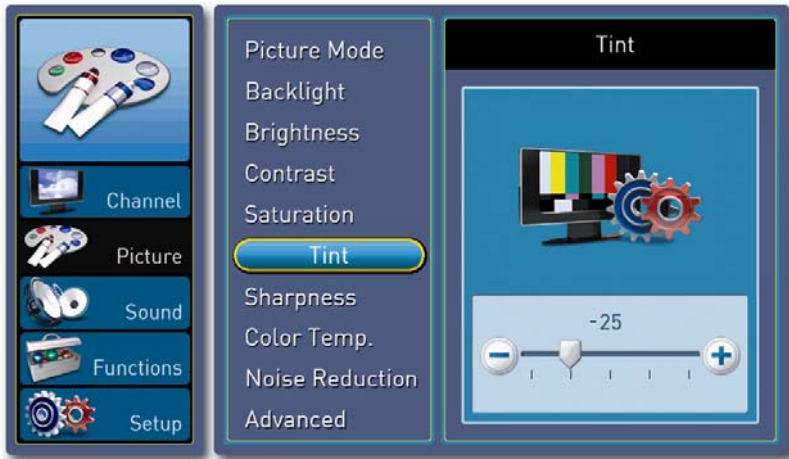 Channel
Picture
Sound
Functions
Setup
Picture Mode
Backlight
Brightness
Contrast
Saturation
Tint
Sharpness
Color Temp.
Noise Reduction
Advanced
Tint
-25